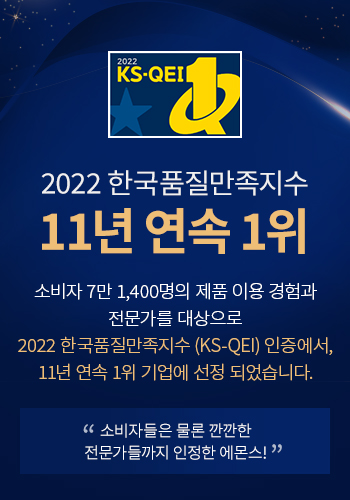 2022
KS-QEI 1
2022 한국품질만족지수
11년 연속 1위
소비자 7만 1,400명의 제품 이용 경험과
전문가를 대상으로
2022 한국품질만족지수 (KS-QEI) 인증에서,
11년 연속 1위 기업에 선정 되었습니다.
“ 소비자들은 물론 깐깐한
전문가들까지 인정한 에몬스! ”